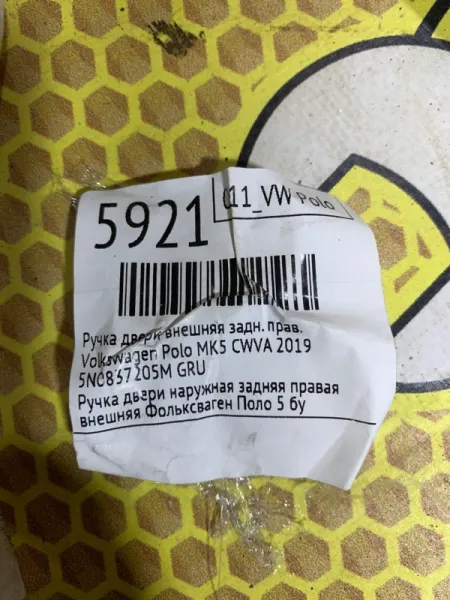 5921
011_VW Polo
Ручка двери внешняя задн. прав.
Volkswagen Polo MK5 CWVA 2019
5N0837205M GRU
Ручка двери наружная задняя правая
внешняя Фольксваген Поло 5 бу